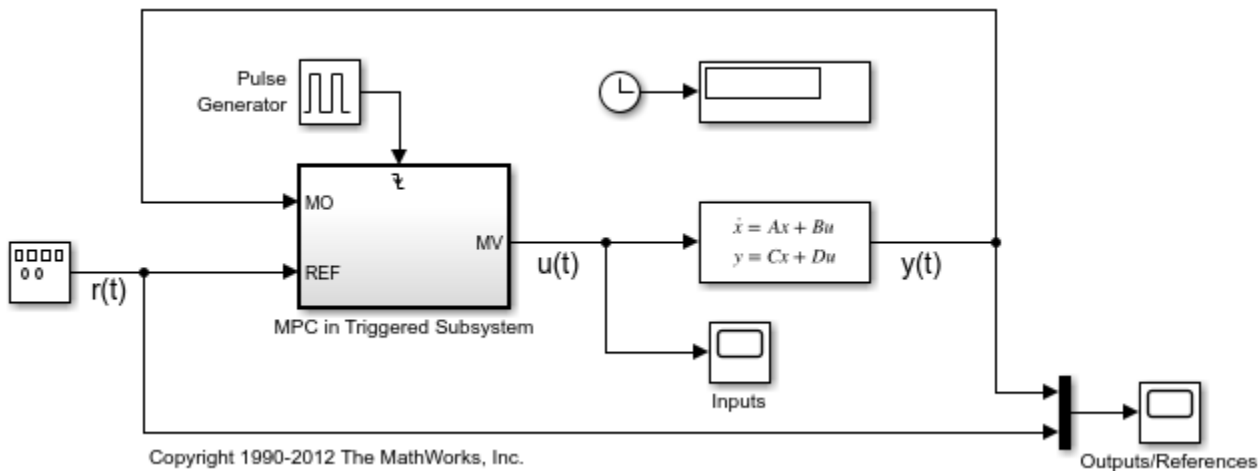 Pulse
Generator
MO
REF
MV
r(t)
u(t)
ẋ = Ax + Bu
y = Cx + Du
y(t)
MPC in Triggered Subsystem
Inputs
Outputs/References
Copyright 1990-2012 The MathWorks, Inc.